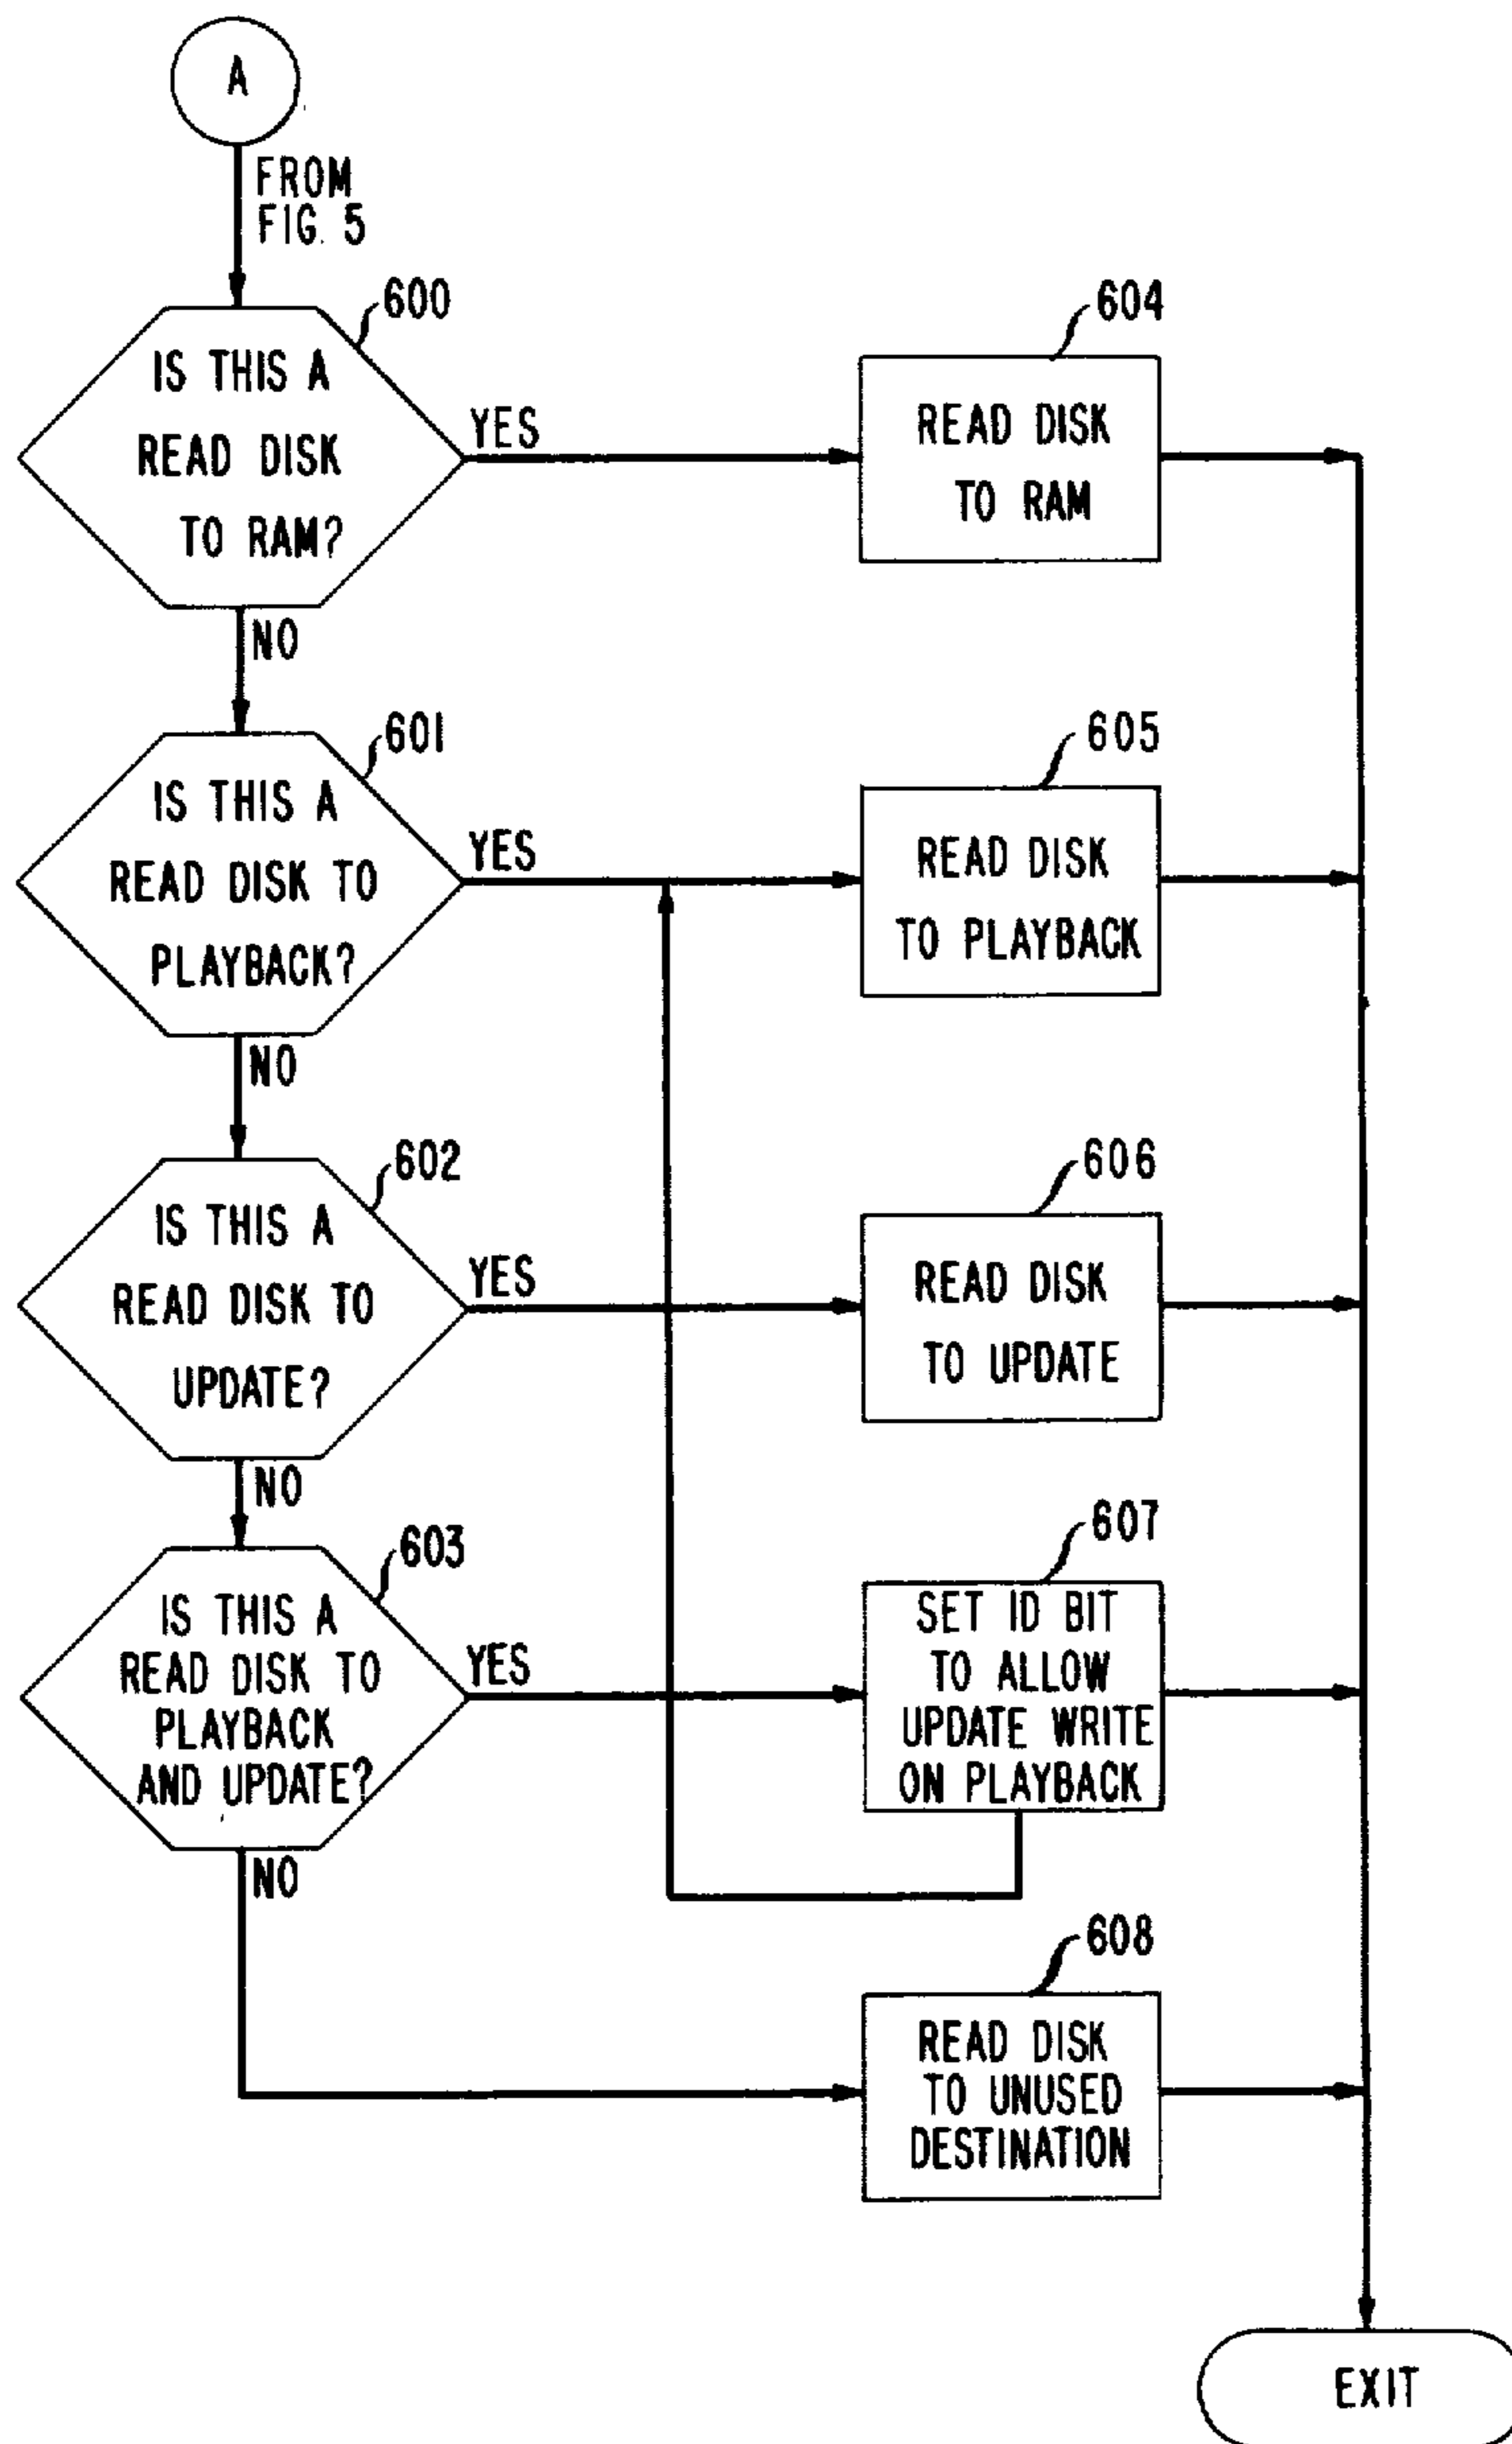 A
FROM
FIG. 5
600
IS THIS A
READ DISK
TO RAM?
YES
NO
604
READ DISK
TO RAM
601
IS THIS A
READ DISK TO
PLAYBACK?
YES
NO
605
READ DISK
TO PLAYBACK
602
IS THIS A
READ DISK TO
UPDATE?
YES
NO
606
READ DISK
TO UPDATE
603
IS THIS A
READ DISK TO
PLAYBACK
AND UPDATE?
YES
NO
607
SET ID BIT
TO ALLOW
UPDATE WRITE
ON PLAYBACK
608
READ DISK
TO UNUSED
DESTINATION
EXIT